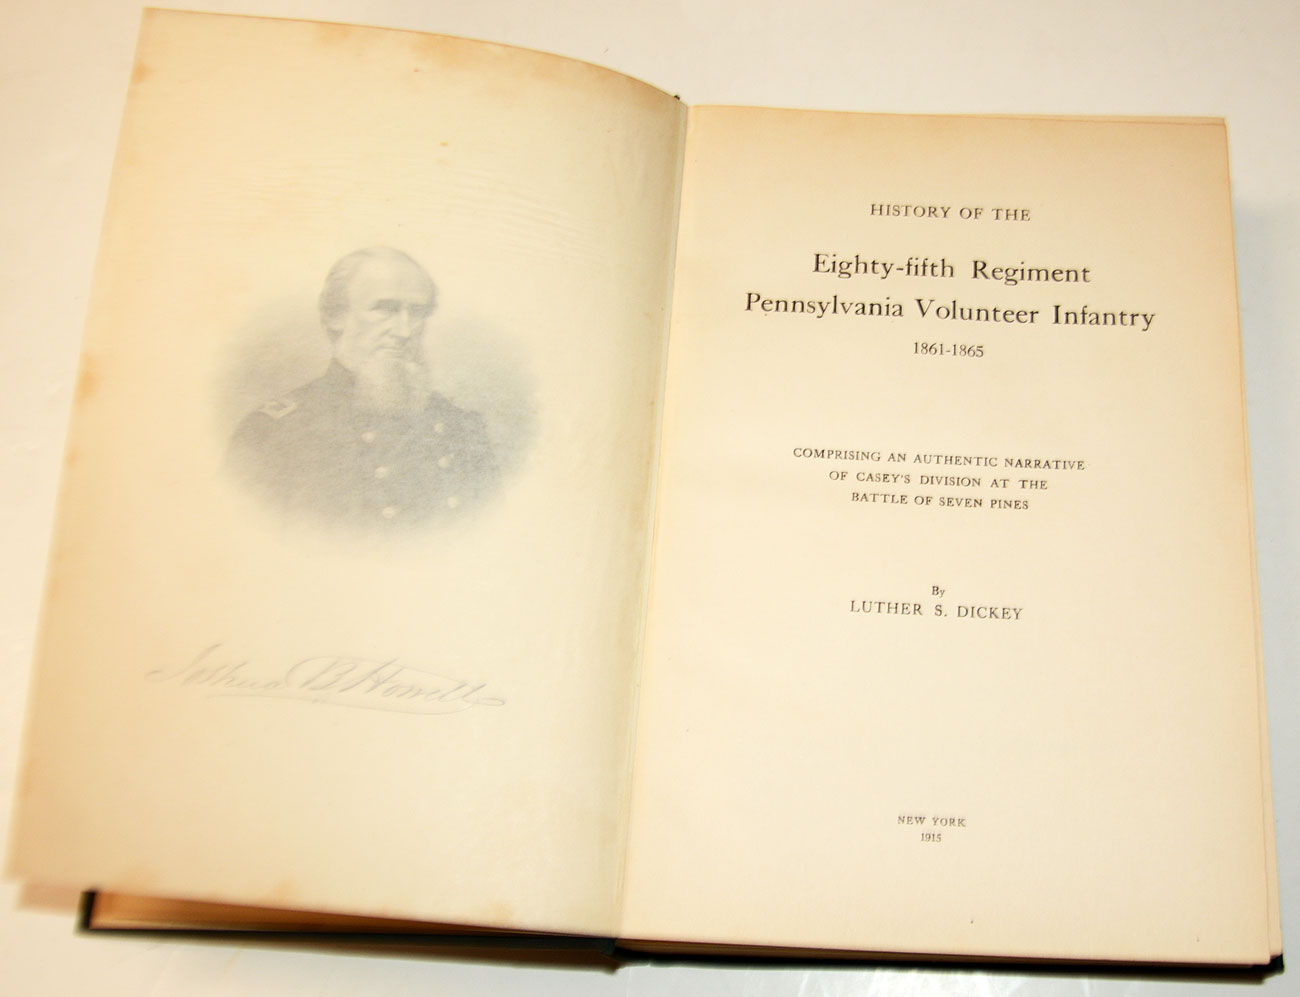 Joshua B Howell
HISTORY OF THE
Eighty-fifth Regiment
Pennsylvania Volunteer Infantry
1861-1865
COMPRISING AN AUTHENTIC NARRATIVE
OF CASEY'S DIVISION AT THE
BATTLE OF SEVEN PINES
By
LUTHER S. DICKEY
NEW YORK
1915